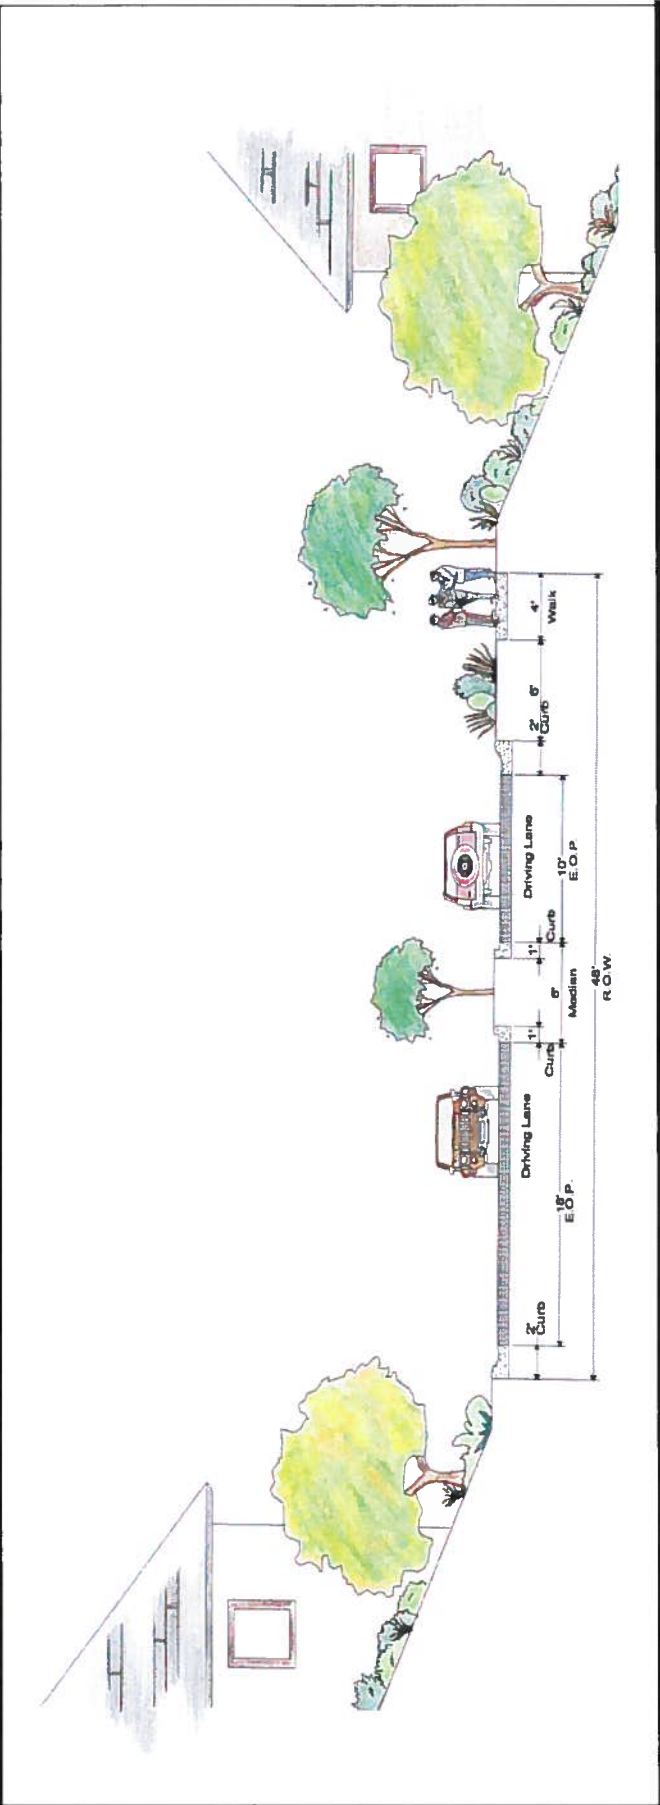 2'
Curb
Driving Lane
18'
E.O.P.
1'
Curb
6'
Median
1'
Curb
Driving Lane
10'
E.O.P.
2'
Curb
6'
4'
Walk
48'
R.O.W.